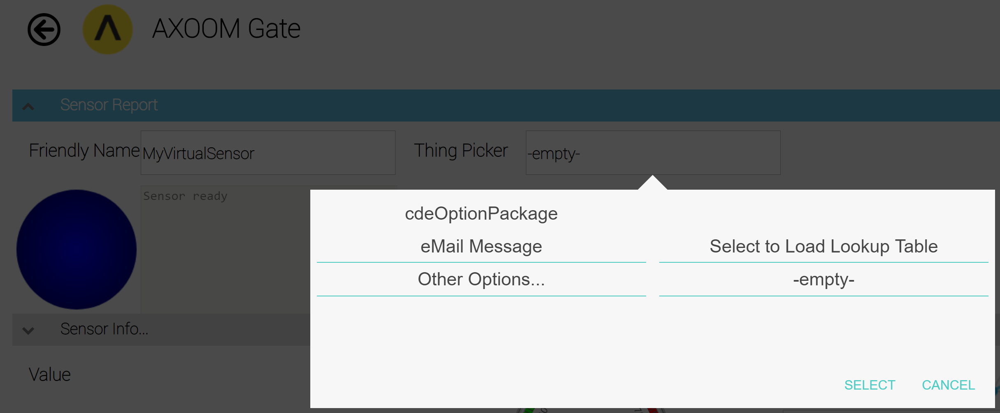 AXOOM Gate
Sensor Report
Friendly Name
MyVirtualSensor
Thing Picker
-empty-
Sensor ready
cdeOptionPackage
eMail Message
Select to Load Lookup Table
Other Options...
-empty-
Sensor Info...
Value
SELECT
CANCEL